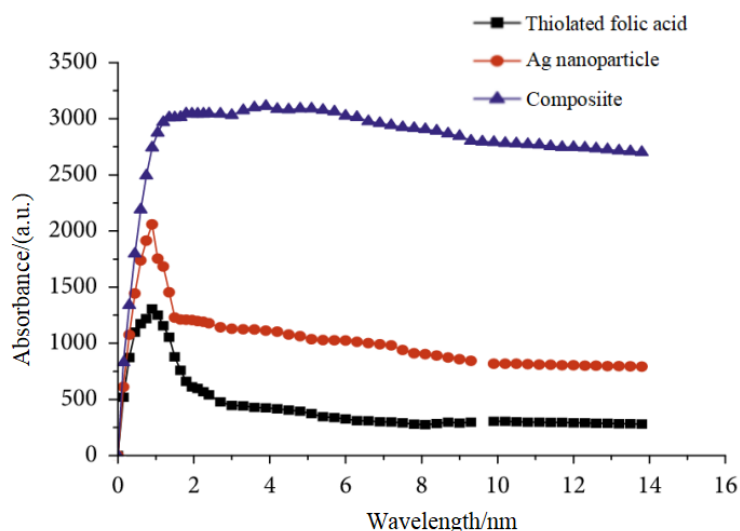 Thiolated folic acid
Ag nanoparticle
Composiite
3500
3000
2500
2000
1500
1000
500
0
Absorbance/(a.u.)
0 2 4 6 8 10 12 14 16
Wavelength/nm